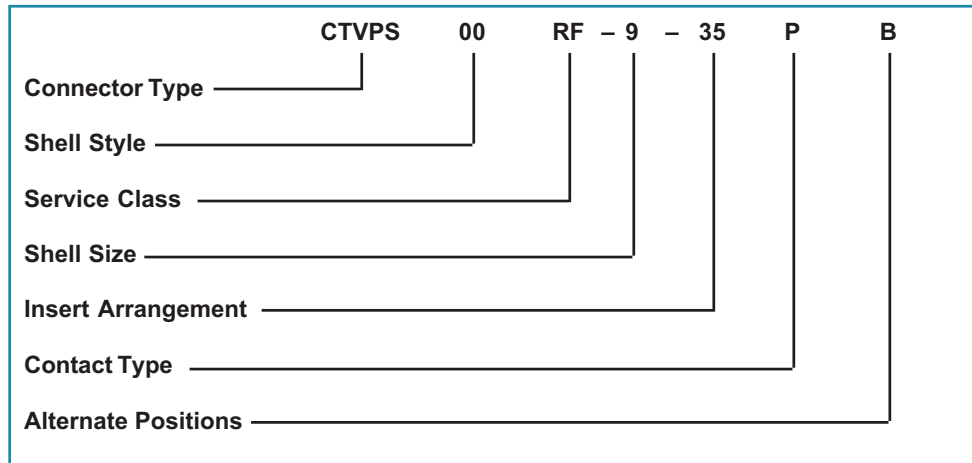 CTVPS 00 RF – 9 – 35 P B
Connector Type
Shell Style
Service Class
Shell Size
Insert Arrangement
Contact Type
Alternate Positions